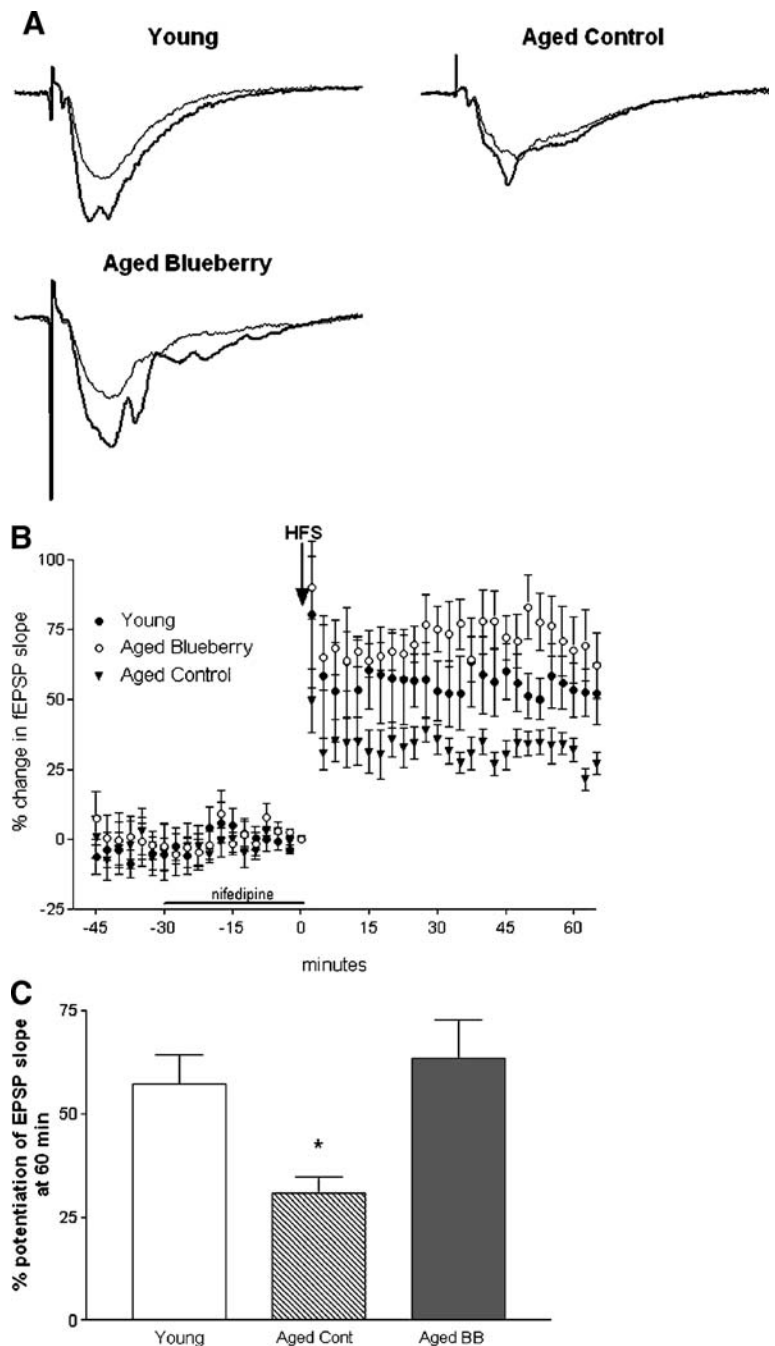 A
Young
Aged Control
Aged Blueberry
B
HFS
100
75
50
25
0
-25
% change in fEPSP slope
Young
Aged Blueberry
Aged Control
nifedipine
-45 -30 -15 0 15 30 45 60
minutes
C
75
50
25
0
% potentiation of EPSP slope
at 60 min
*
Young Aged Cont Aged BB